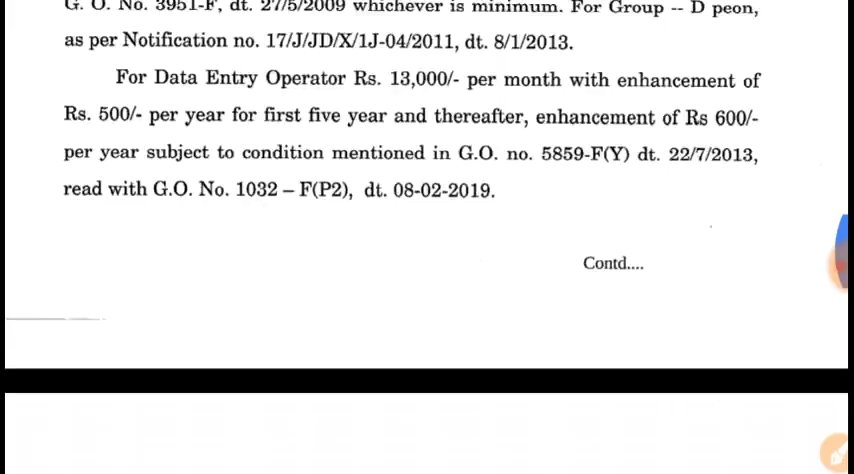 G. O. No. 3951-F, dt. 27/5/2009 whichever is minimum. For Group -- D peon,
as per Notification no. 17/J/JD/X/1J-04/2011, dt. 8/1/2013.
For Data Entry Operator Rs. 13,000/- per month with enhancement of
Rs. 500/- per year for first five year and thereafter, enhancement of Rs 600/-
per year subject to condition mentioned in G.O. no. 5859-F(Y) dt. 22/7/2013,
read with G.O. No. 1032 – F(P2), dt. 08-02-2019.
Contd....